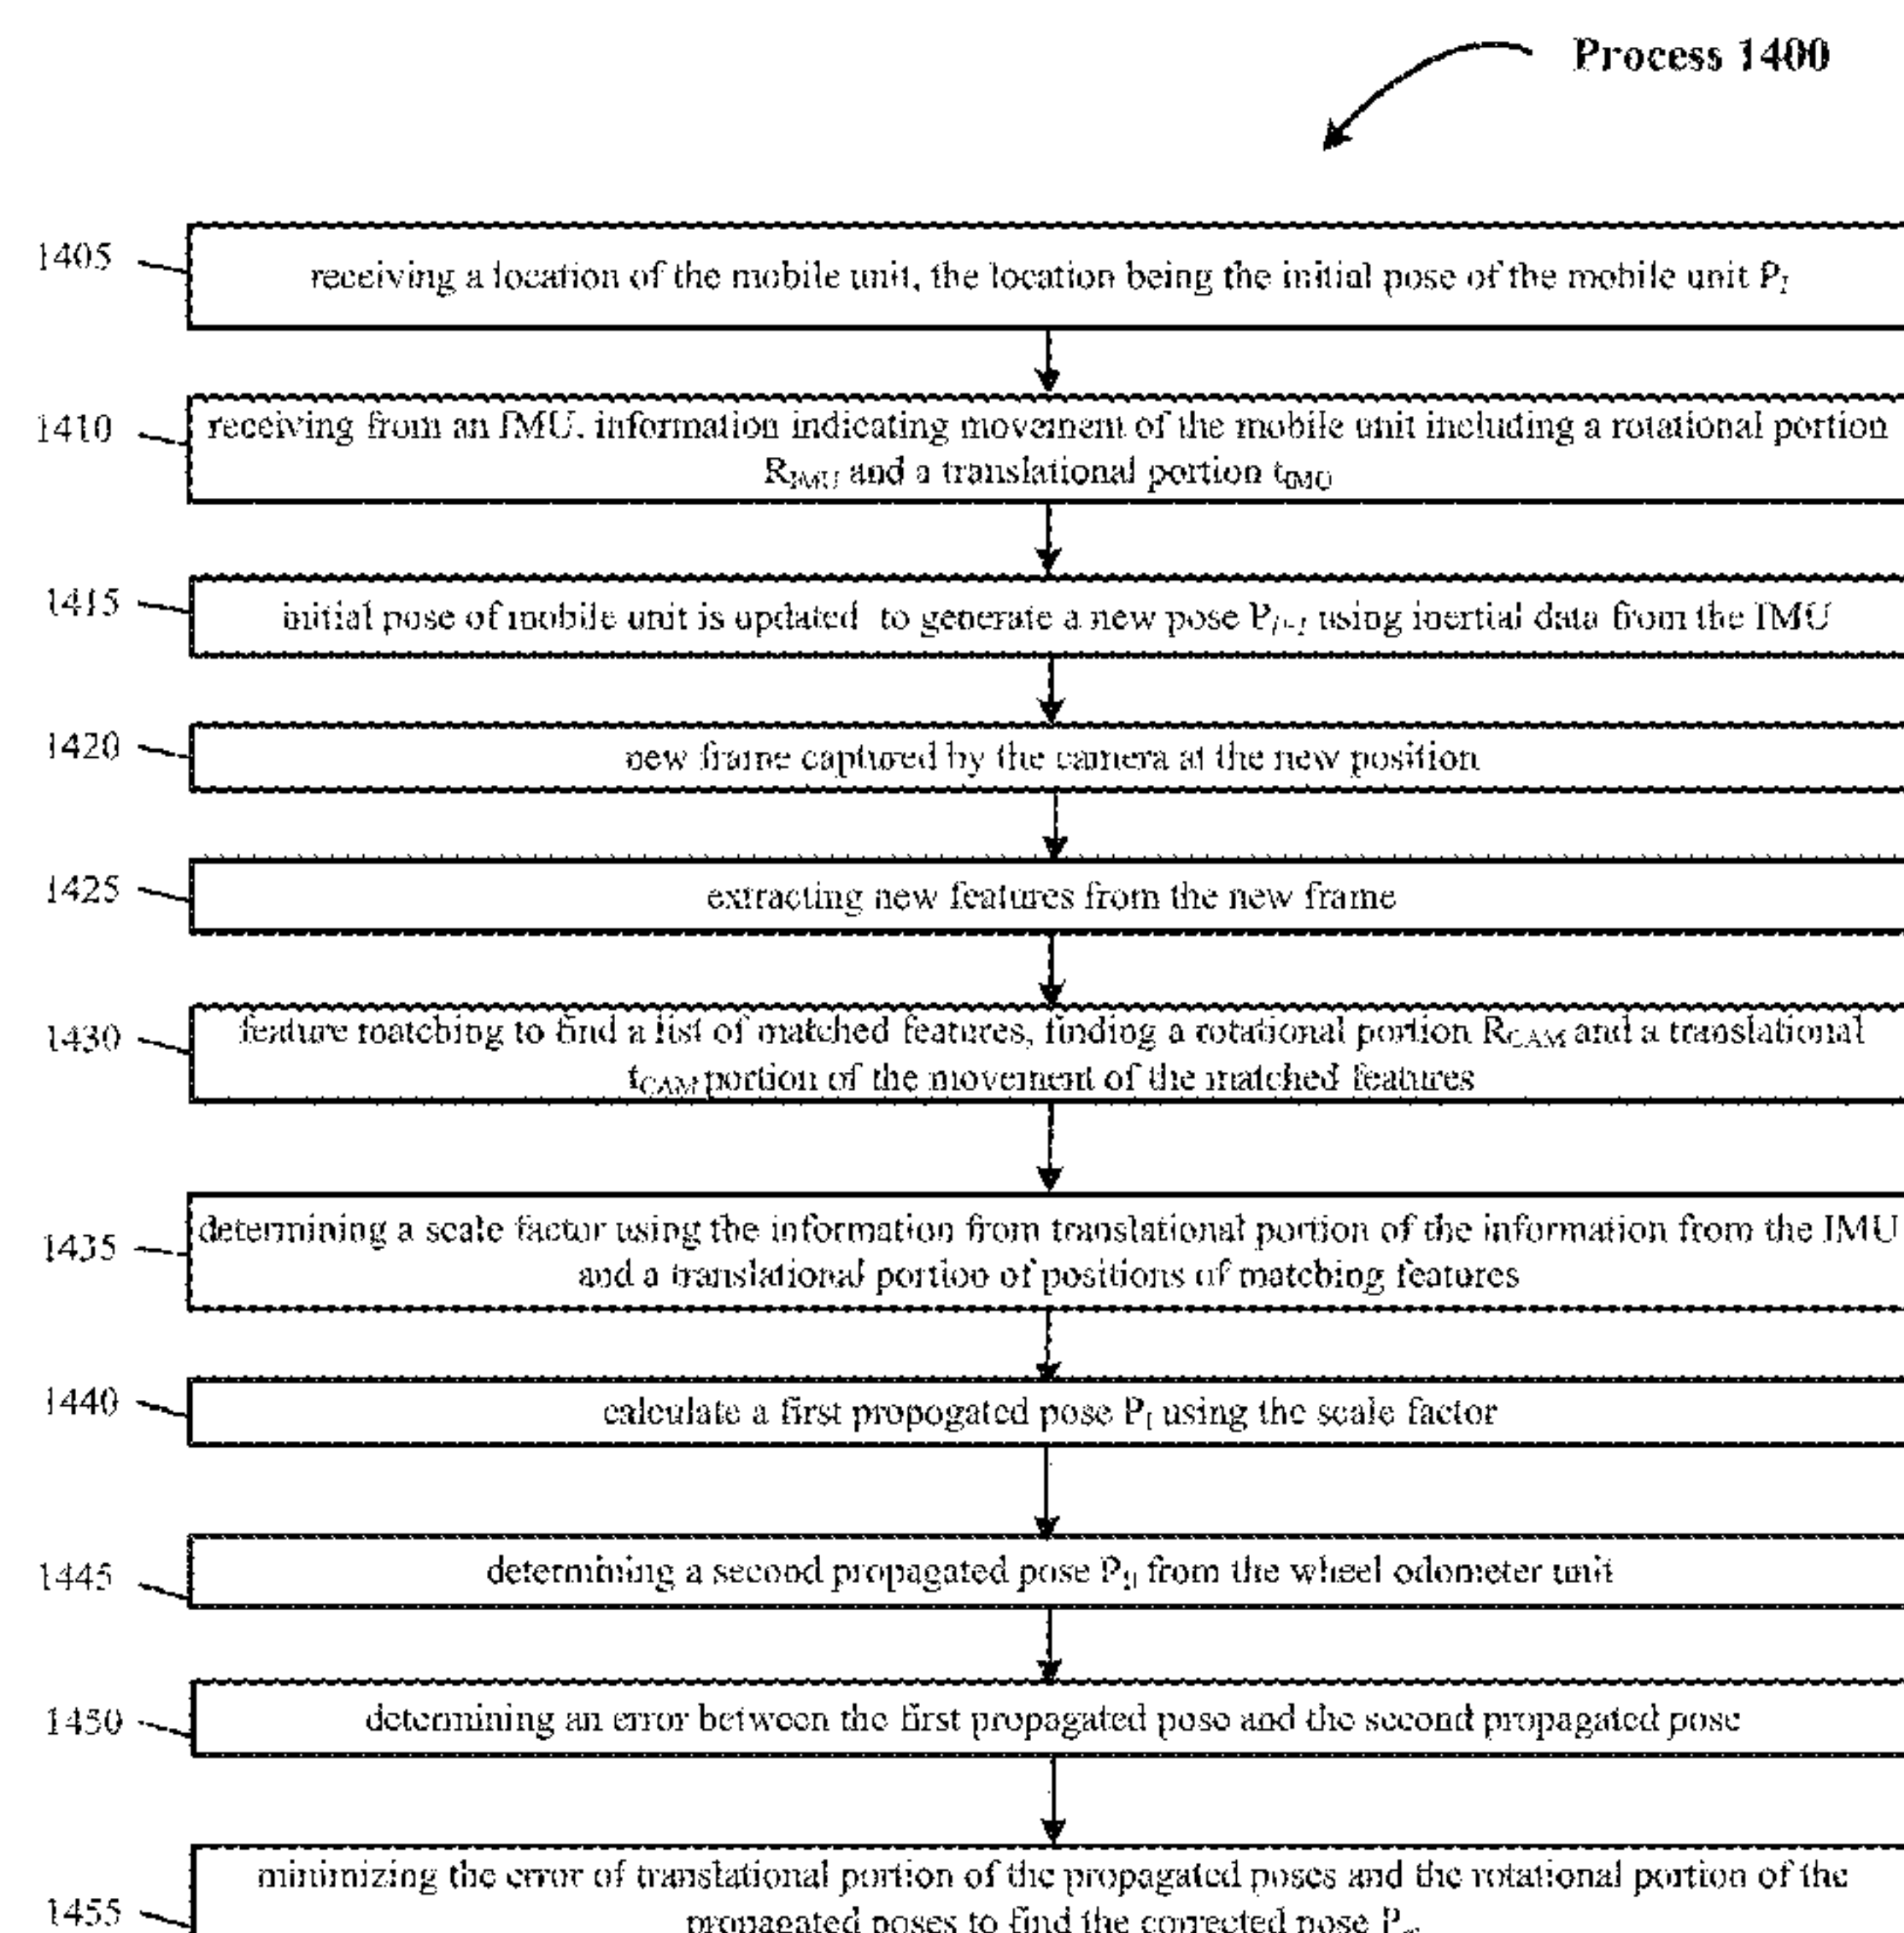 Process 1400
1405
receiving a location of the mobile unit, the location being the initial pose of the mobile unit P_I
1410
receiving from an IMU, information indicating movement of the mobile unit including a rotational portion
R_IMU and a translational portion t_IMU
1415
initial pose of mobile unit is updated to generate a new pose P_I+1 using inertial data from the IMU
1420
new frame captured by the camera at the new position
1425
extracting new features from the new frame
1430
feature matching to find a list of matched features, finding a rotational portion R_CAM and a translational
t_CAM portion of the movement of the matched features
1435
determining a scale factor using the information from translational portion of the information from the IMU
and a translational portion of positions of matching features
1440
calculate a first propogated pose P_I using the scale factor
1445
determining a second propagated pose P_II from the wheel odometer unit
1450
determining an error between the first propagated pose and the second propagated pose
1455
minimizing the error of translational portion of the propagated poses and the rotational portion of the
propagated poses to find the corrected pose